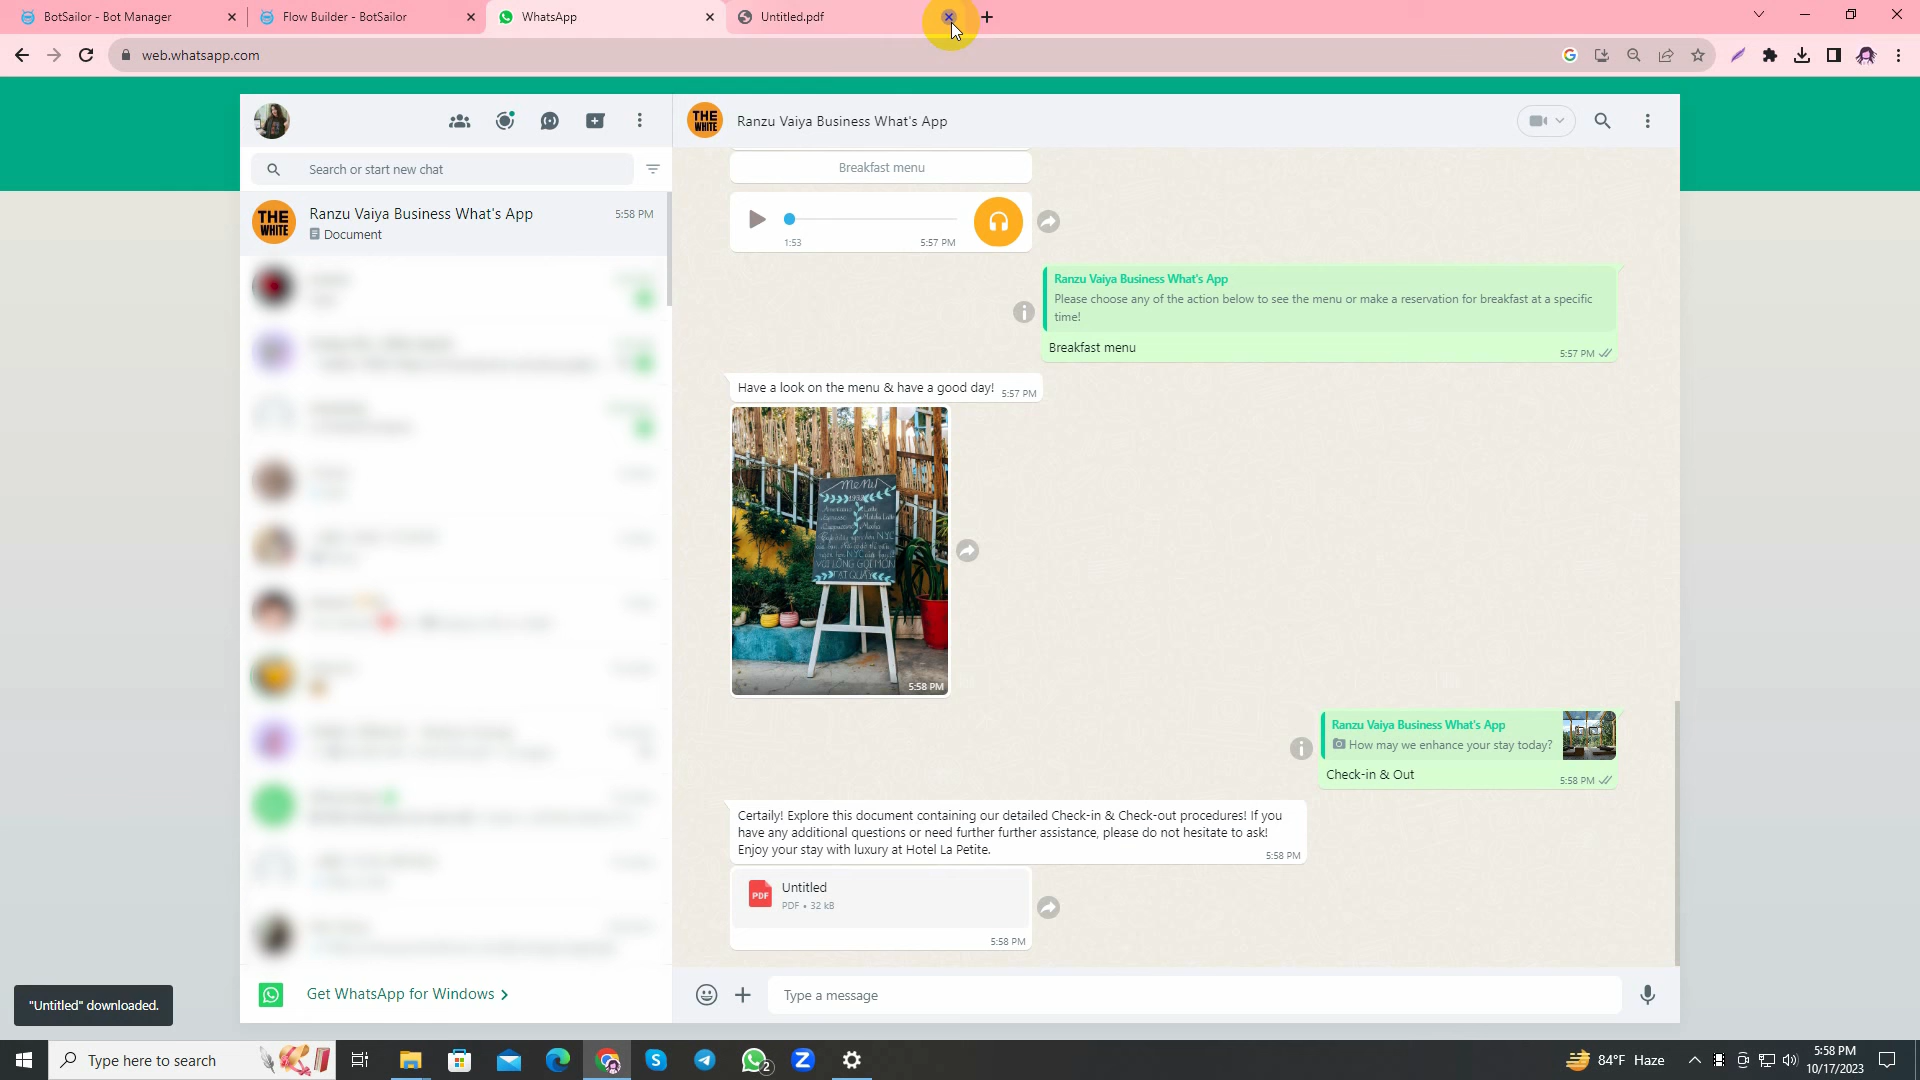 BotSailor - Bot Manager
Flow Builder - BotSailor
WhatsApp
Untitled.pdf
web.whatsapp.com
THE WHITE
Ranzu Vaiya Business What's App
Search or start new chat
THE WHITE
Ranzu Vaiya Business What's App
5:58 PM
Document
Breakfast menu
1:53
5:57 PM
Ranzu Vaiya Business What's App
Please choose any of the action below to see the menu or make a reservation for breakfast at a specific
time!
Breakfast menu
5:57 PM
Have a look on the menu & have a good day!
5:57 PM
Menu
5:58 PM
Ranzu Vaiya Business What's App
How may we enhance your stay today?
Check-in & Out
5:58 PM
Certaily! Explore this document containing our detailed Check-in & Check-out procedures! If you
have any additional questions or need further further assistance, please do not hesitate to ask!
Enjoy your stay with luxury at Hotel La Petite.
5:58 PM
PDF
Untitled
PDF • 32 kB
5:58 PM
Get WhatsApp for Windows
Type a message
"Untitled" downloaded.
Type here to search
2
84°F Haze
5:58 PM
10/17/2023